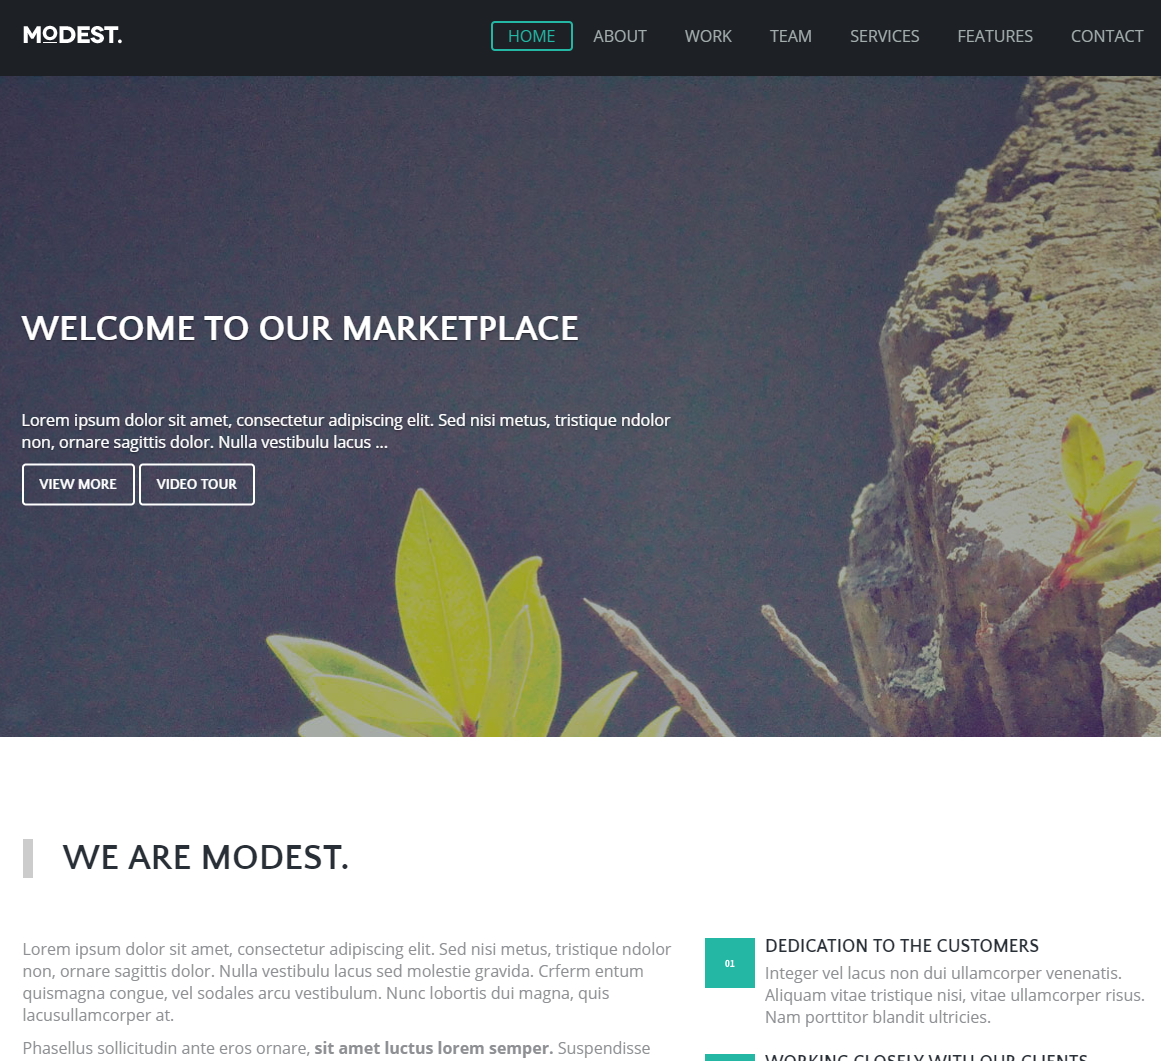 MODEST.
HOME ABOUT WORK TEAM SERVICES FEATURES CONTACT
WELCOME TO OUR MARKETPLACE
Lorem ipsum dolor sit amet, consectetur adipiscing elit. Sed nisi metus, tristique ndolor
non, ornare sagittis dolor. Nulla vestibulu lacus ...
VIEW MORE VIDEO TOUR
WE ARE MODEST.
Lorem ipsum dolor sit amet, consectetur adipiscing elit. Sed nisi metus, tristique ndolor
non, ornare sagittis dolor. Nulla vestibulu lacus sed molestie gravida. Crferm entum
quismagna congue, vel sodales arcu vestibulum. Nunc lobortis dui magna, quis
lacusullamcorper at.
Phasellus sollicitudin ante eros ornare, sit amet luctus lorem semper. Suspendisse
01
DEDICATION TO THE CUSTOMERS
Integer vel lacus non dui ullamcorper venenatis.
Aliquam vitae tristique nisi, vitae ullamcorper risus.
Nam porttitor blandit ultricies.
WORKING CLOSELY WITH OUR CLIENTS